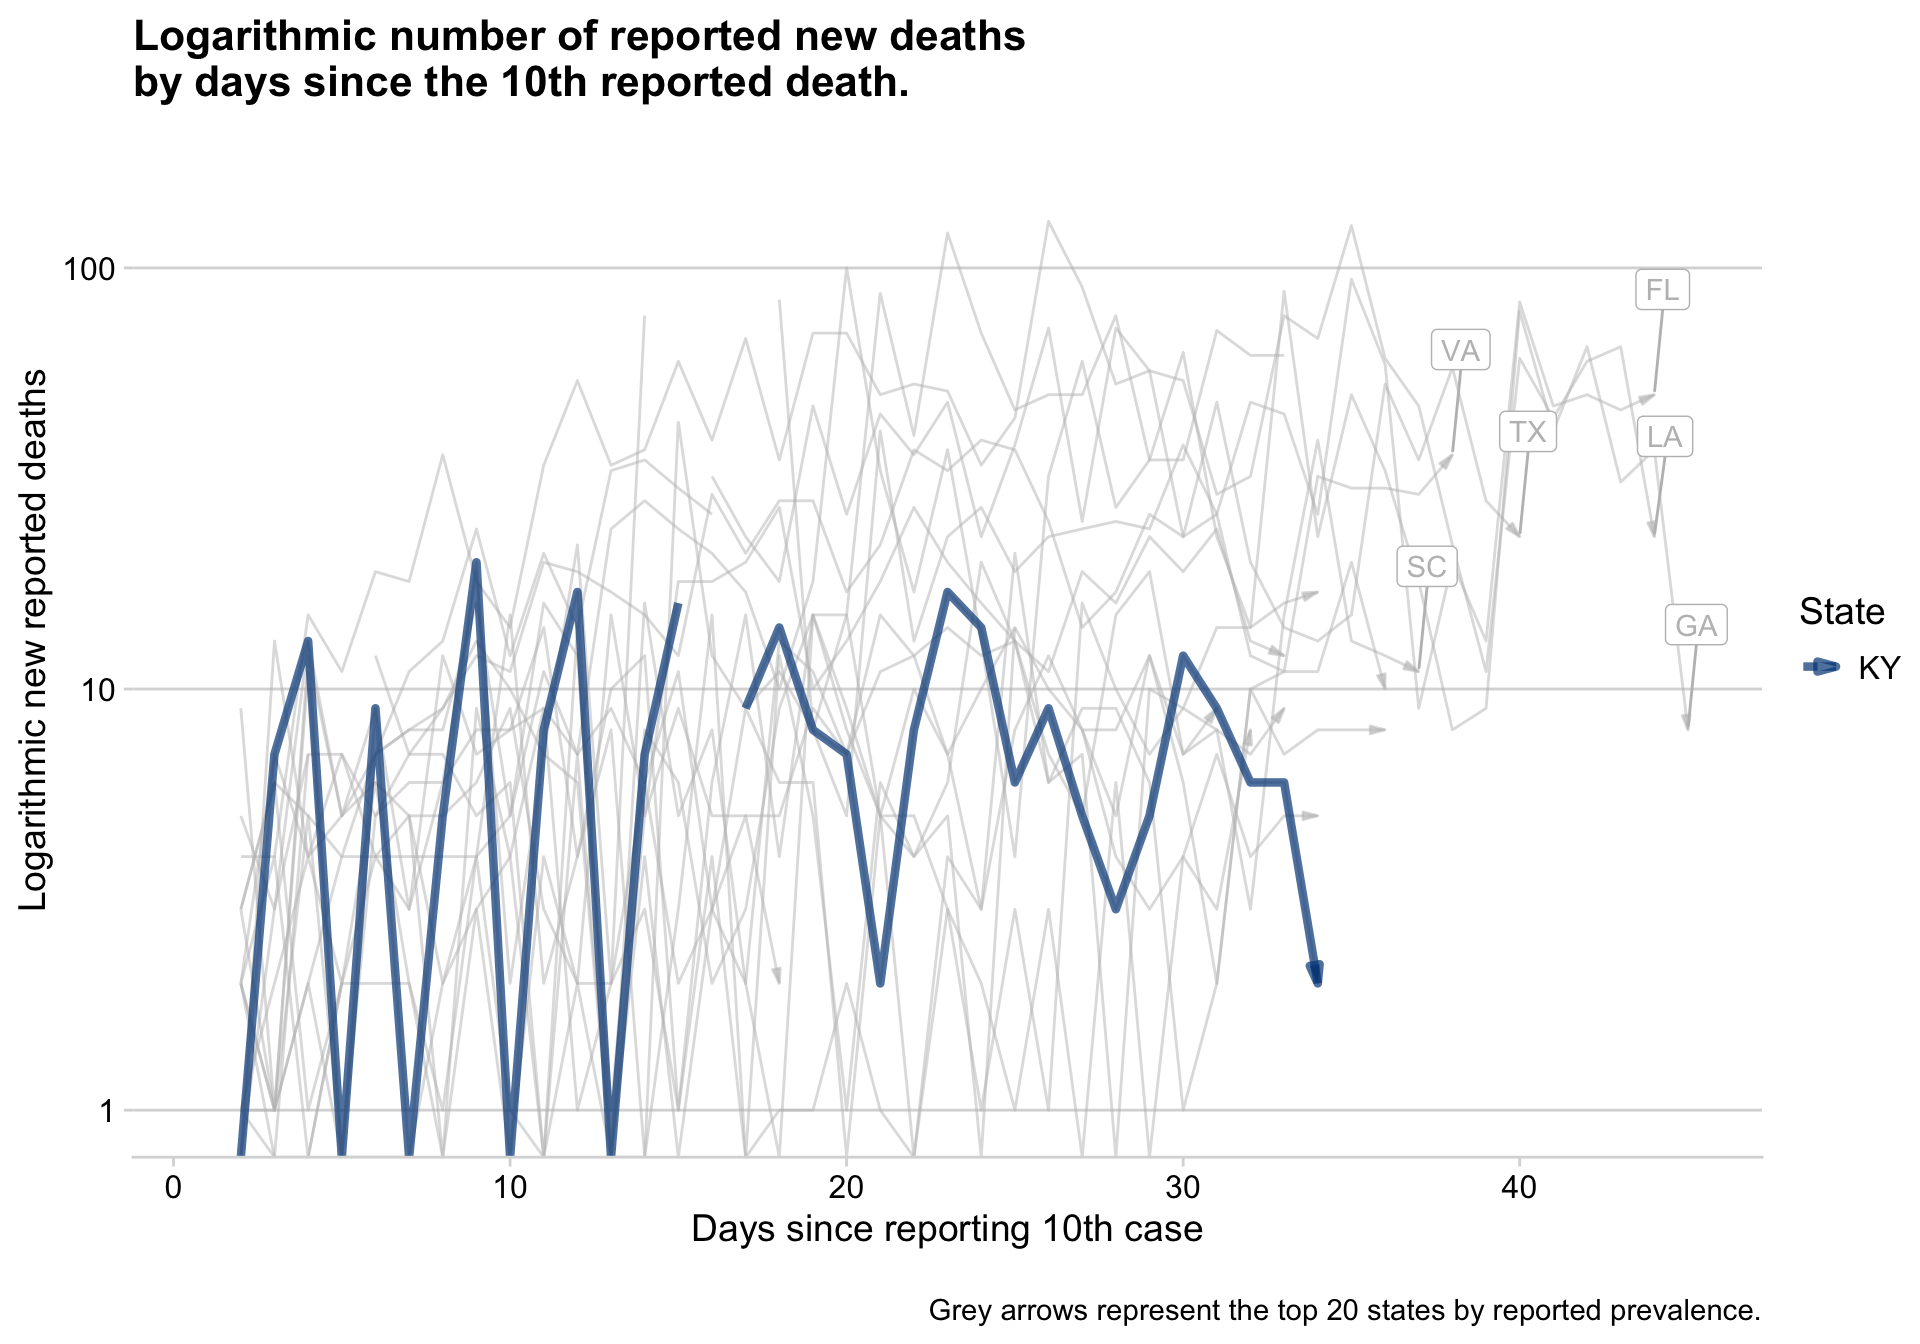 Logarithmic number of reported new deaths
by days since the 10th reported death.
Logarithmic new reported deaths
100
10
1
FL
VA
TX
LA
SC
GA
State
KY
0
10
20
30
40
Days since reporting 10th case
Grey arrows represent the top 20 states by reported prevalence.